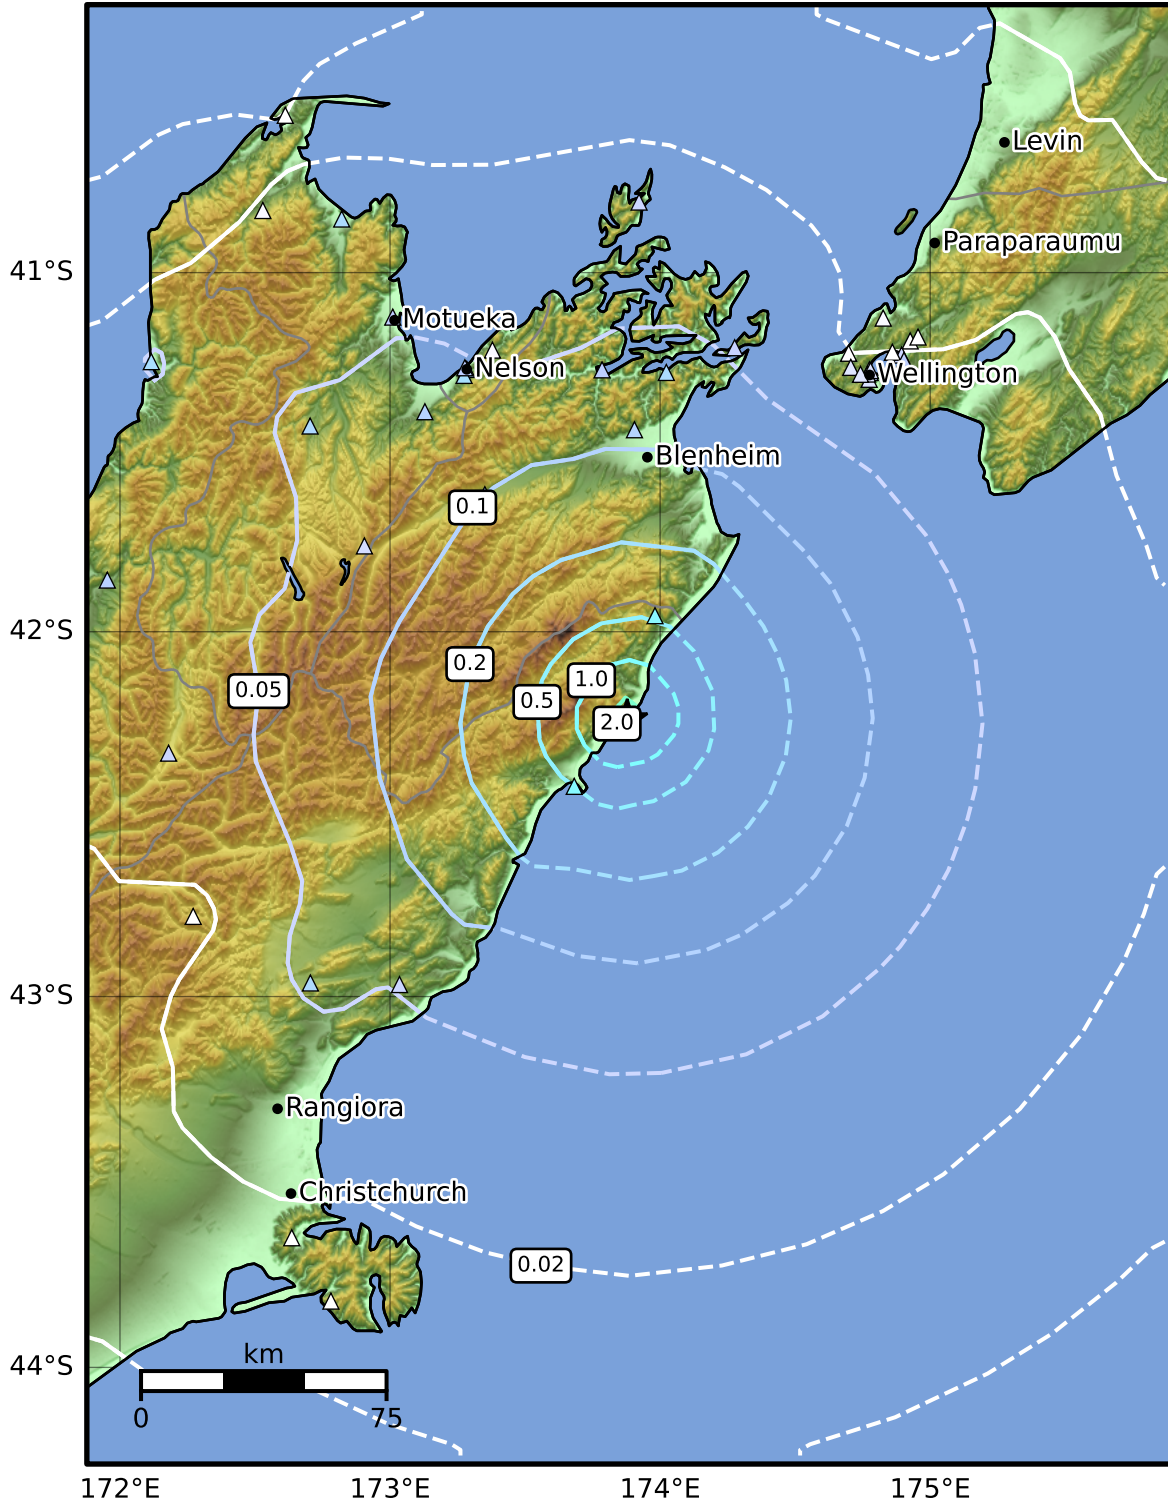 Levin
Paraparaumu
41°S
Motueka
Nelson
Wellington
Blenheim
0.1
42°S
0.2
0.05
1.0
0.5
2.0
43°S
Rangiora
Christchurch
0.02
km
44°S
0
75
172°E
173°E
174°E
175°E